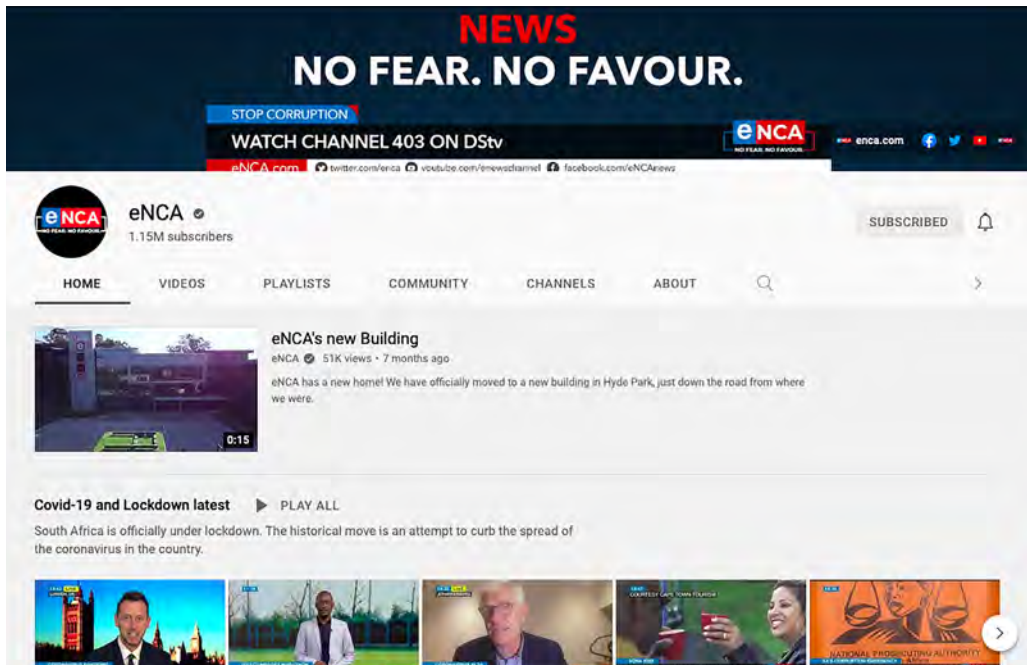 NEWS
NO FEAR. NO FAVOUR.
STOP CORRUPTION
WATCH CHANNEL 403 ON DStv
eNCA
NO FEAR. NO FAVOUR.
enca.com
eNCA.com twitter.com/enca youtube.com/enewschannel facebook.com/eNCAnews
eNCA
NO FEAR. NO FAVOUR.
eNCA
1.15M subscribers
SUBSCRIBED
HOME VIDEOS PLAYLISTS COMMUNITY CHANNELS ABOUT
eNCA's new Building
eNCA 51K views • 7 months ago
eNCA has a new home! We have officially moved to a new building in Hyde Park, just down the road from where
we were.
0:15
Covid-19 and Lockdown latest PLAY ALL
South Africa is officially under lockdown. The historical move is an attempt to curb the spread of
the coronavirus in the country.
COURTESY CAPE TOWN TOURISM
NATIONAL PROSECUTING AUTHORITY